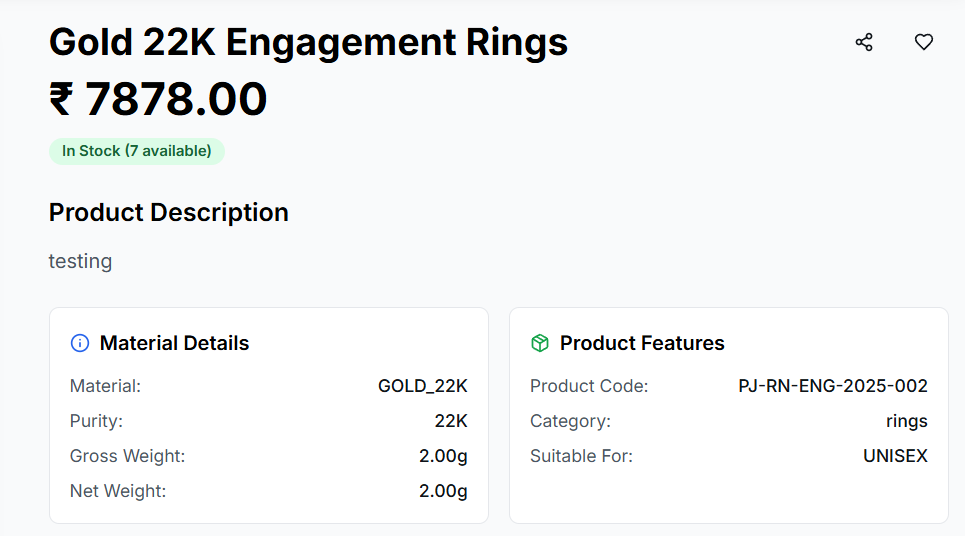 Gold 22K Engagement Rings
₹ 7878.00
In Stock (7 available)
Product Description
testing
Material Details
Material: GOLD_22K
Purity: 22K
Gross Weight: 2.00g
Net Weight: 2.00g
Product Features
Product Code: PJ-RN-ENG-2025-002
Category: rings
Suitable For: UNISEX